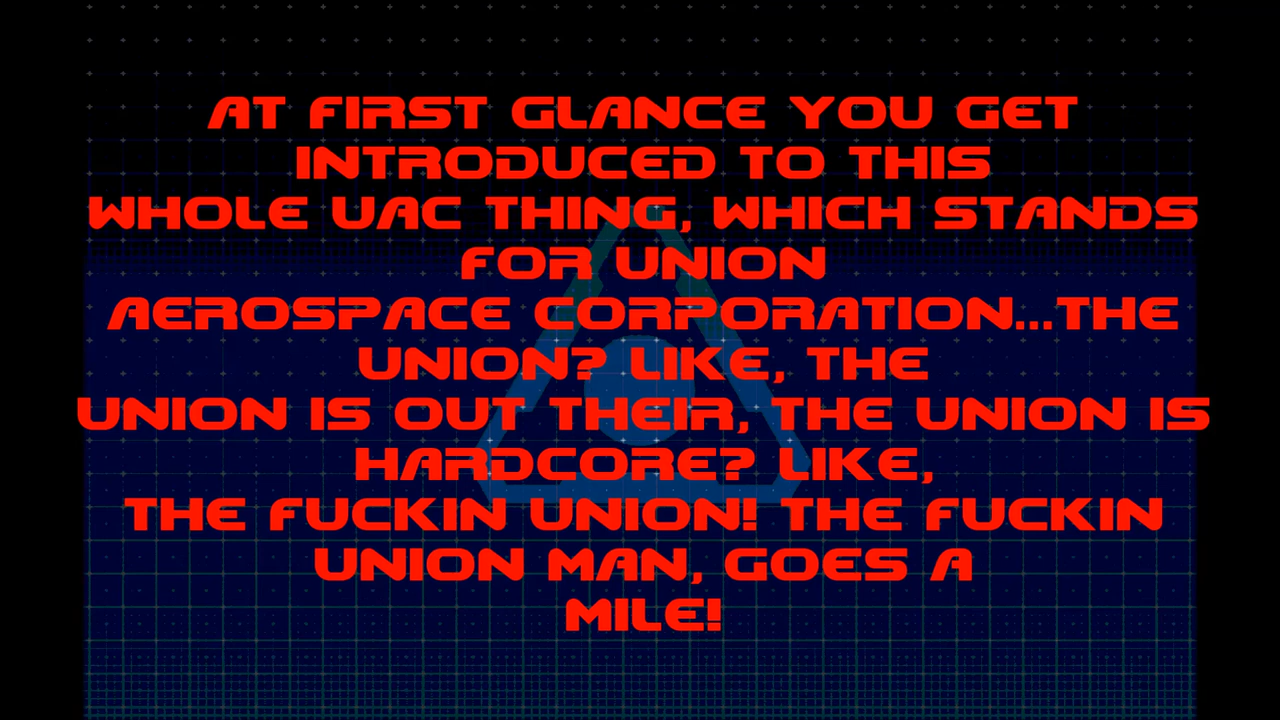 AT FIRST GLANCE YOU GET
INTRODUCED TO THIS
WHOLE UAC THING, WHICH STANDS
FOR UNION
AEROSPACE CORPORATION...THE
UNION? LIKE, THE
UNION IS OUT THEIR, THE UNION IS
HARDCORE? LIKE,
THE FUCKIN UNION! THE FUCKIN
UNION MAN, GOES A
MILE!